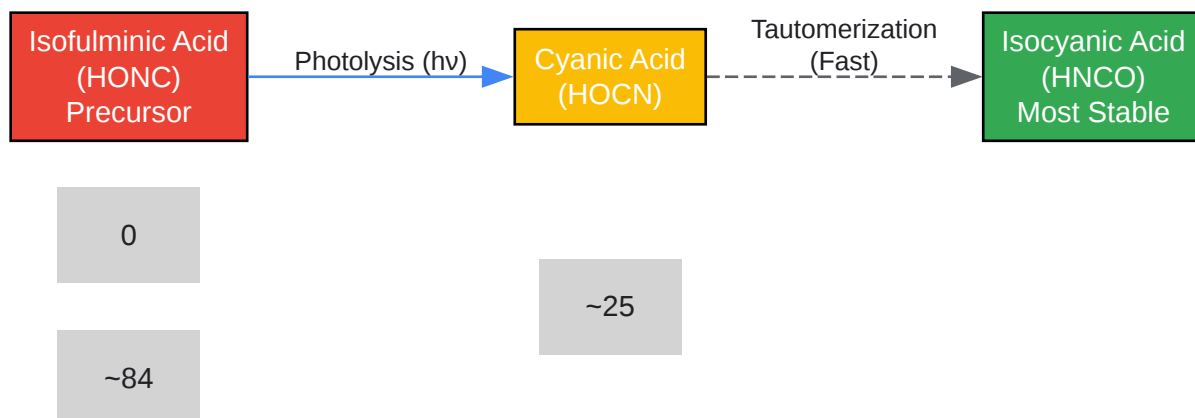 Isofulminic Acid
(HONC)
Precursor
Photolysis (hν)
Cyanic Acid
(HOCN)
Tautomerization
(Fast)
Isocyanic Acid
(HNCO)
Most Stable
0
~25
~84